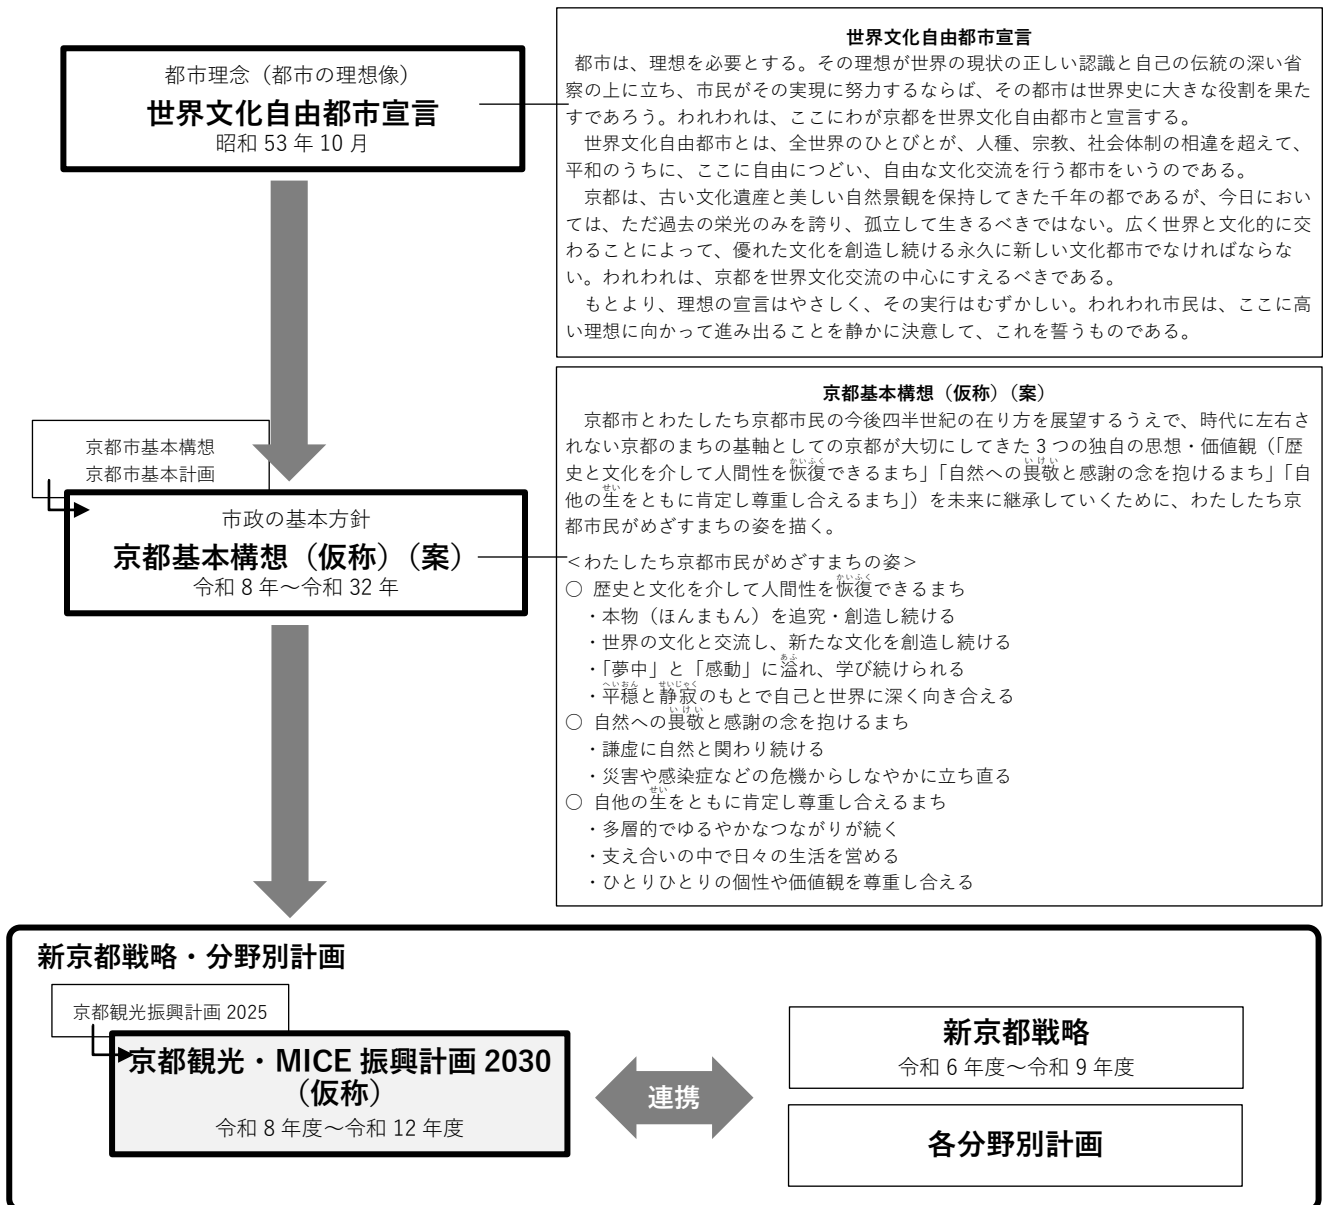 都市理念（都市の理想像）
世界文化自由都市宣言
昭和 53 年 10 月
世界文化自由都市宣言
都市は、理想を必要とする。その理想が世界の現状の正しい認識と自己の伝統の深い省
察の上に立ち、市民がその実現に努力するならば、その都市は世界史に大きな役割を果た
すであろう。われわれは、ここにわが京都を世界文化自由都市と宣言する。
世界文化自由都市とは、全世界のひとびとが、人種、宗教、社会体制の相違を超えて、
平和のうちに、ここに自由につどい、自由な文化交流を行う都市をいうのである。
京都は、古い文化遺産と美しい自然景観を保持してきた千年の都であるが、今日におい
ては、ただ過去の栄光のみを誇り、孤立して生きるべきではない。広く世界と文化的に交
わることによって、優れた文化を創造し続ける永久に新しい文化都市でなければならな
い。われわれは、京都を世界文化交流の中心にすえるべきである。
もとより、理想の宣言はやさしく、その実行はむずかしい。われわれ市民は、ここに高
い理想に向かって進み出ることを静かに決意して、これを誓うものである。
京都市基本構想
京都市基本計画
市政の基本方針
京都基本構想（仮称）（案）
令和 8 年～令和 32 年
京都基本構想（仮称）（案）
京都市とわたしたち京都市民の今後四半世紀の在り方を展望するうえで、時代に左右さ
れない京都のまちの基軸としての京都が大切にしてきた 3 つの独自の思想・価値観（「歴
史と文化を介して人間性を恢復できるまち」「自然への畏敬と感謝の念を抱けるまち」「自
他の生をともに肯定し尊重し合えるまち」）を未来に継承していくために、わたしたち京
都市民がめざすまちの姿を描く。
＜わたしたち京都市民がめざすまちの姿＞
○ 歴史と文化を介して人間性を恢復できるまち
・本物（ほんまもん）を追究・創造し続ける
・世界の文化と交流し、新たな文化を創造し続ける
・「夢中」と「感動」に溢れ、学び続けられる
・平穏と静寂のもとで自己と世界に深く向き合える
○ 自然への畏敬と感謝の念を抱けるまち
・謙虚に自然と関わり続ける
・災害や感染症などの危機からしなやかに立ち直る
○ 自他の生をともに肯定し尊重し合えるまち
・多層的でゆるやかなつながりが続く
・支え合いの中で日々の生活を営める
・ひとりひとりの個性や価値観を尊重し合える
新京都戦略・分野別計画
京都観光振興計画 2025
京都観光・MICE 振興計画 2030
（仮称）
令和 8 年度～令和 12 年度
連携
新京都戦略
令和 6 年度～令和 9 年度
各分野別計画